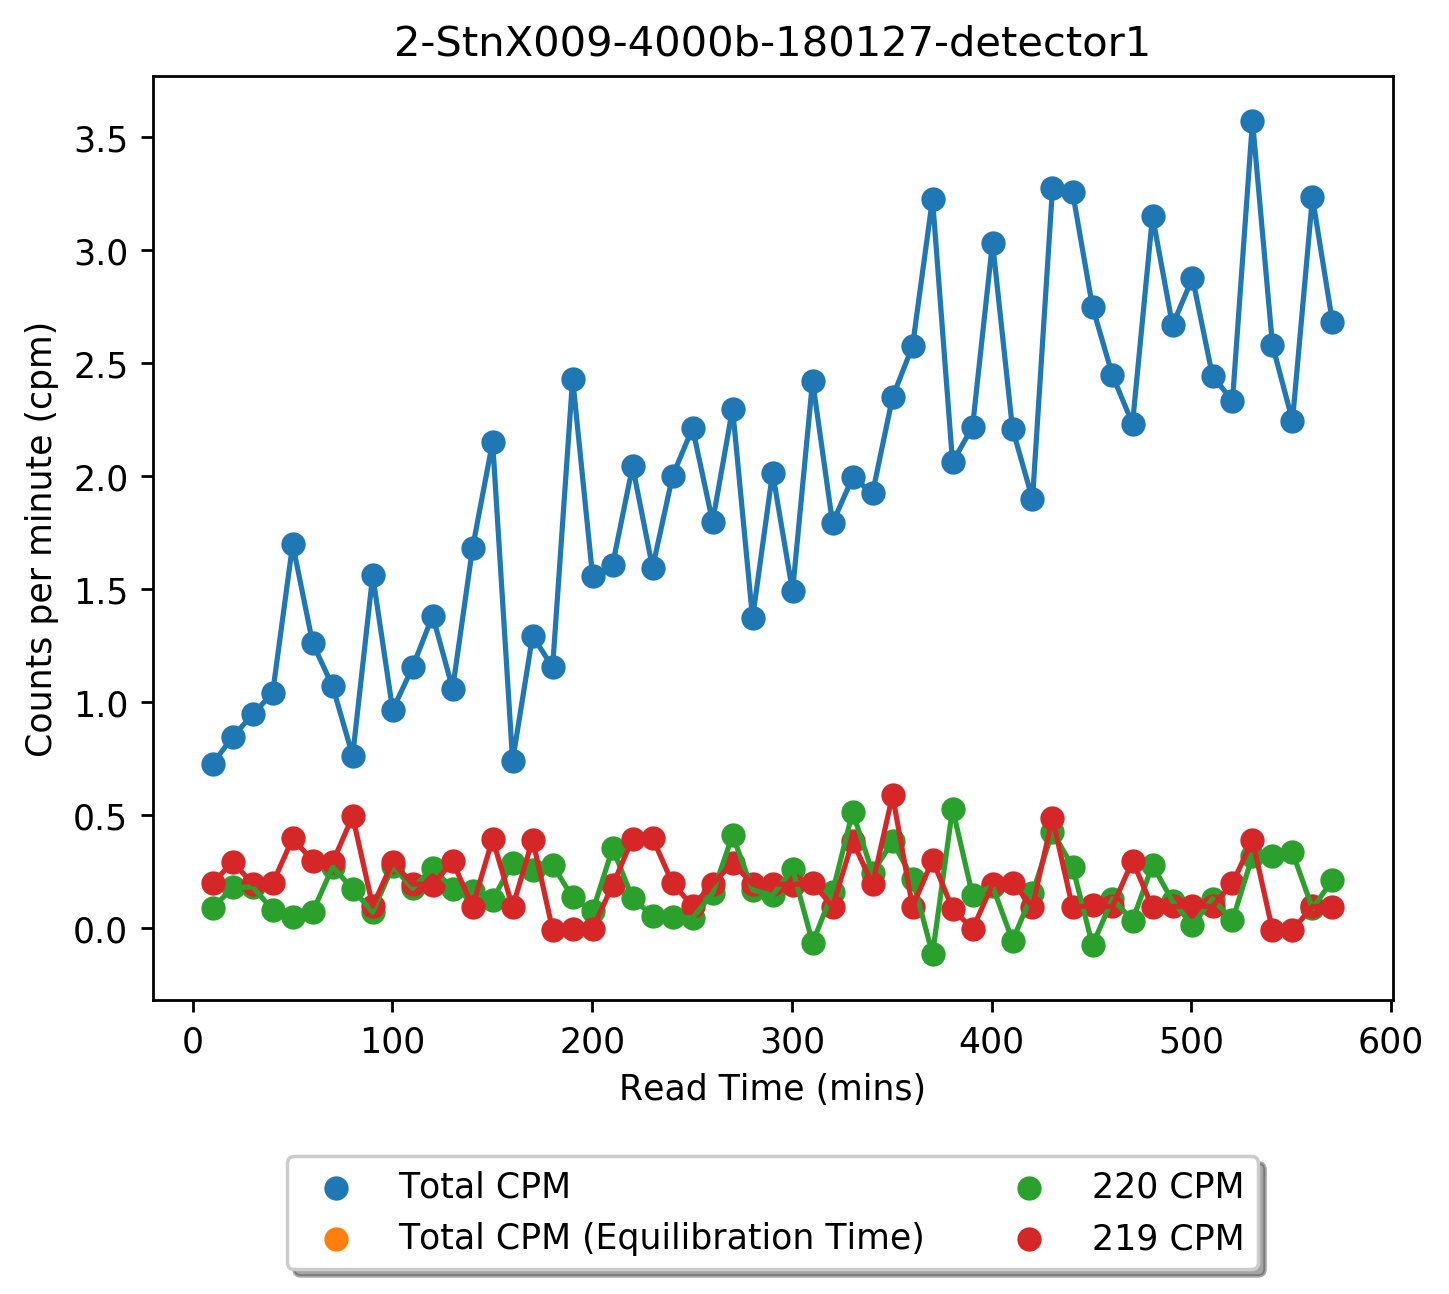 2-StnX009-4000b-180127-detector1
3.5
3.0
2.5
2.0
1.5
1.0
0.5
0.0
Counts per minute (cpm)
0 100 200 300 400 500 600
Read Time (mins)
Total CPM
Total CPM (Equilibration Time)
220 CPM
219 CPM